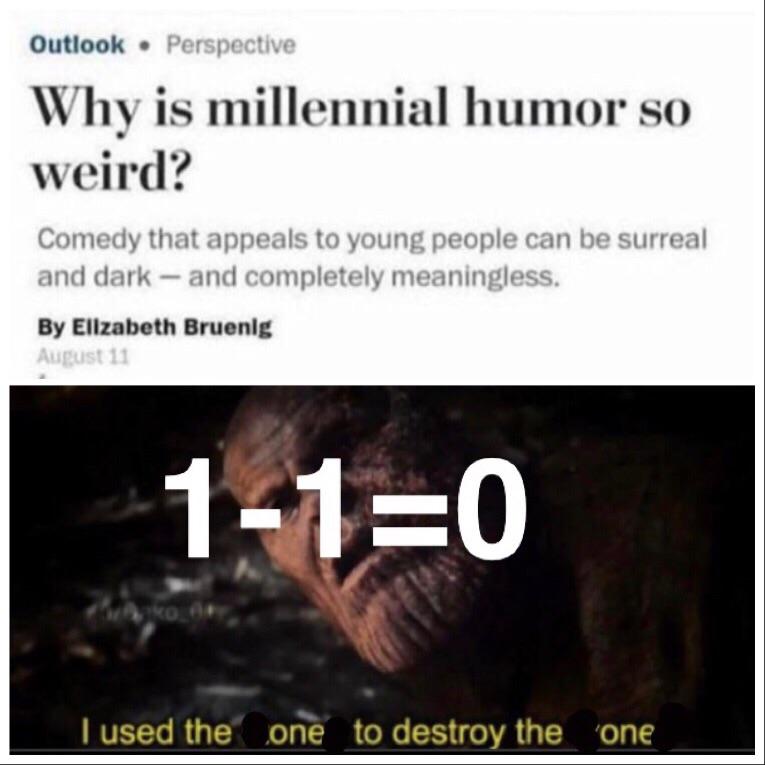 Outlook • Perspective
Why is millennial humor so
weird?
Comedy that appeals to young people can be surreal
and dark — and completely meaningless.
By Elizabeth Bruenig
August 11
1-1=0
I used the one to destroy the one